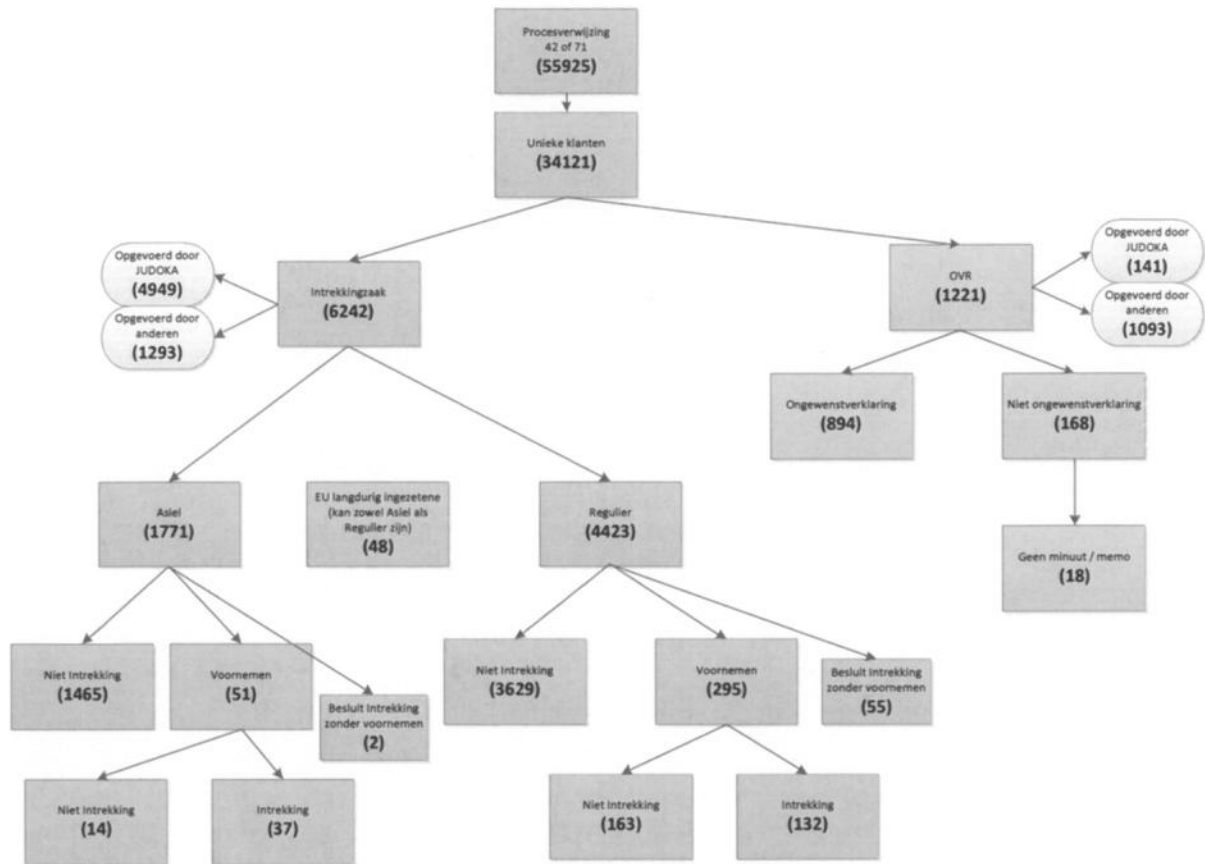 Procesverwijzing
42 of 71
(55925)
Unieke klanten
(34121)
Opgevoerd door
JUDOKA
(4949)
Opgevoerd door
anderen
(1293)
Intrekkingzaak
(6242)
OVR
(1221)
Opgevoerd door
JUDOKA
(141)
Opgevoerd door
anderen
(1093)
Ongewenstverklaring
(894)
Niet ongewenstverklaring
(168)
Asiel
(1771)
EU langdurig ingezetene
(kan zowel Asiel als
Regulier zijn)
(48)
Regulier
(4423)
Geen minuut / memo
(18)
Niet Intrekking
(1465)
Voornemen
(51)
Besluit Intrekking
zonder voornemen
(2)
Niet Intrekking
(3629)
Voornemen
(295)
Besluit Intrekking
zonder voornemen
(55)
Niet Intrekking
(14)
Intrekking
(37)
Niet Intrekking
(163)
Intrekking
(132)